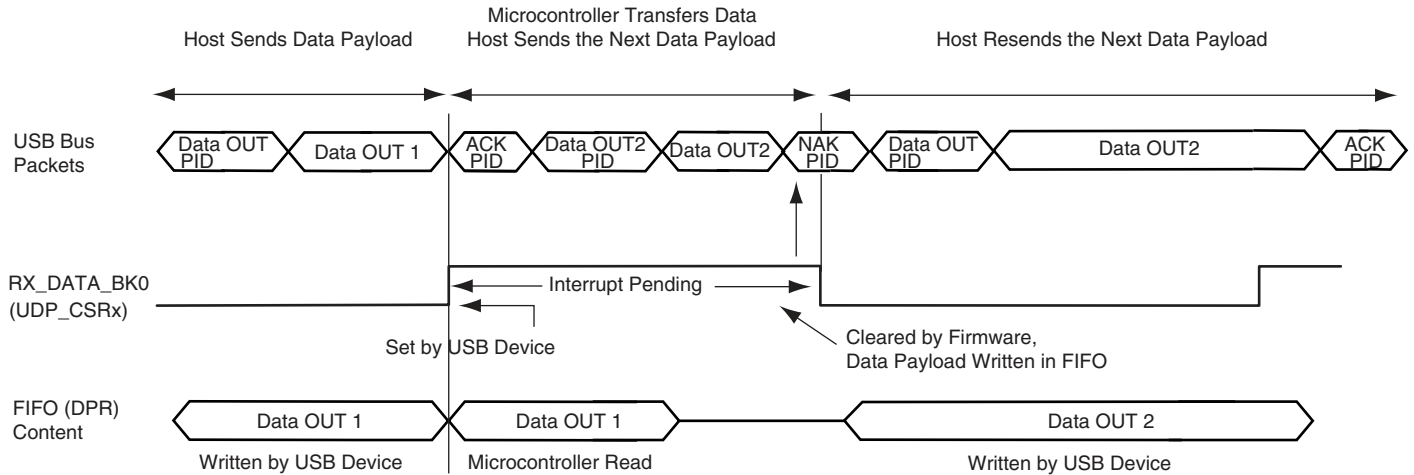 Microcontroller Transfers Data
Host Sends Data Payload
Host Sends the Next Data Payload
Host Resends the Next Data Payload
USB Bus
Packets
Data OUT
PID
Data OUT 1
ACK
PID
Data OUT2
PID
Data OUT2
NAK
PID
Data OUT
PID
Data OUT2
ACK
PID
RX_DATA_BK0
(UDP_CSRx)
Interrupt Pending
Set by USB Device
Cleared by Firmware,
Data Payload Written in FIFO
FIFO (DPR)
Content
Data OUT 1
Data OUT 1
Data OUT 2
Written by USB Device
Microcontroller Read
Written by USB Device